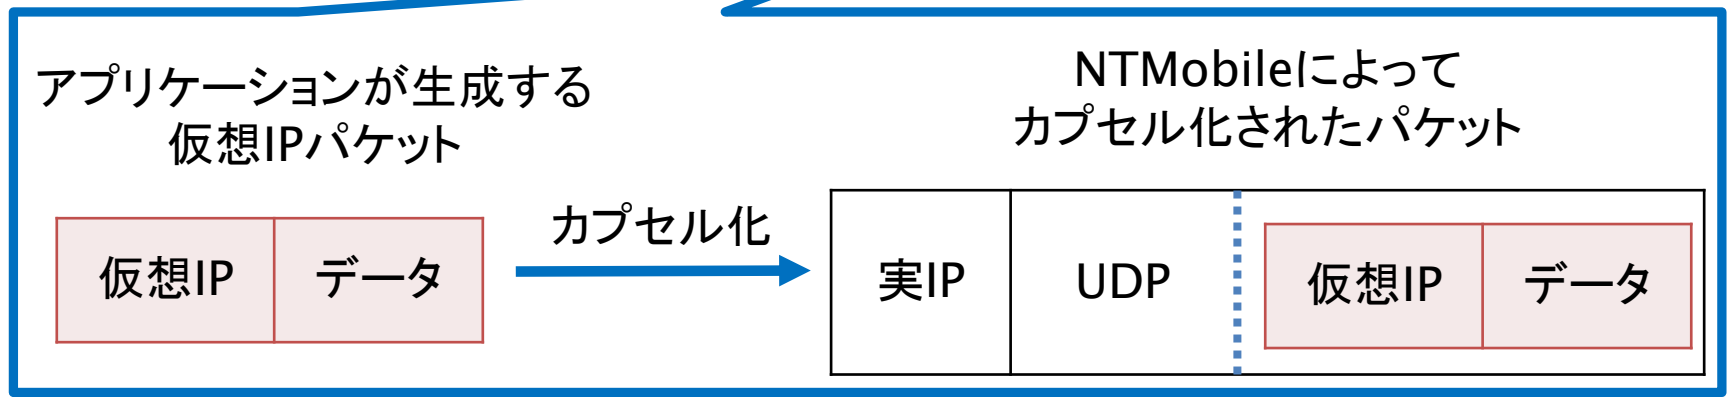 アプリケーションが生成する
仮想IPパケット
NTMobileによって
カプセル化されたパケット
カプセル化
仮想IP データ
実IP UDP 仮想IP データ